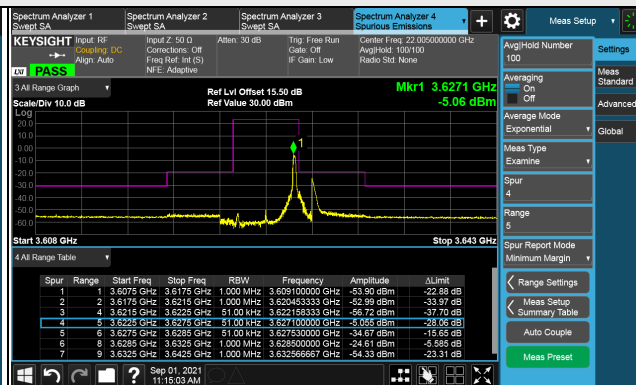 Spectrum Analyzer 1
Swept SA
Spectrum Analyzer 2
Swept SA
Spectrum Analyzer 3
Swept SA
Spectrum Analyzer 4
Spurious Emissions
Meas Setup
KEYSIGHT
Input: RF
Coupling: DC
Align: Auto
Input Z: 50 Ω
Corrections: Off
Freq Ref: Int (S)
NFE: Adaptive
Atten: 30 dB
Trig: Free Run
Gate: Off
IF Gain: Low
Center Freq: 22.005000000 GHz
Avg|Hold: 100/100
Radio Std: None
LXI PASS
3 All Range Graph
Scale/Div 10.0 dB
Ref Lvl Offset 15.50 dB
Ref Value 30.00 dBm
Mkr1 3.6271 GHz
-5.06 dBm
Log
20.0
10.0
0.00
-10.0
-20.0
-30.0
-40.0
-50.0
-60.0
1
Start 3.608 GHz
Stop 3.643 GHz
4 All Range Table
Spur Range Start Freq Stop Freq RBW Frequency Amplitude ΔLimit
1 1 3.6075 GHz 3.6175 GHz 1.000 MHz 3.609100000 GHz -53.90 dBm -22.88 dB
2 2 3.6175 GHz 3.6215 GHz 1.000 MHz 3.620453333 GHz -52.99 dBm -33.97 dB
3 4 3.6215 GHz 3.6225 GHz 51.00 kHz 3.622158333 GHz -56.72 dBm -37.70 dB
4 5 3.6225 GHz 3.6275 GHz 51.00 kHz 3.627100000 GHz -5.055 dBm -28.06 dB
5 6 3.6275 GHz 3.6285 GHz 51.00 kHz 3.627530000 GHz -34.67 dBm -15.65 dB
6 8 3.6285 GHz 3.6325 GHz 1.000 MHz 3.628500000 GHz -24.61 dBm -5.585 dB
7 9 3.6325 GHz 3.6425 GHz 1.000 MHz 3.632566667 GHz -54.33 dBm -23.31 dB
Sep 01, 2021
11:15:03 AM
Avg|Hold Number
100
Averaging
On
Off
Average Mode
Exponential
Meas Type
Examine
Spur
4
Range
5
Spur Report Mode
Minimum Margin
Range Settings
Meas Setup
Summary Table
Auto Couple
Meas Preset
Settings
Meas
Standard
Advanced
Global